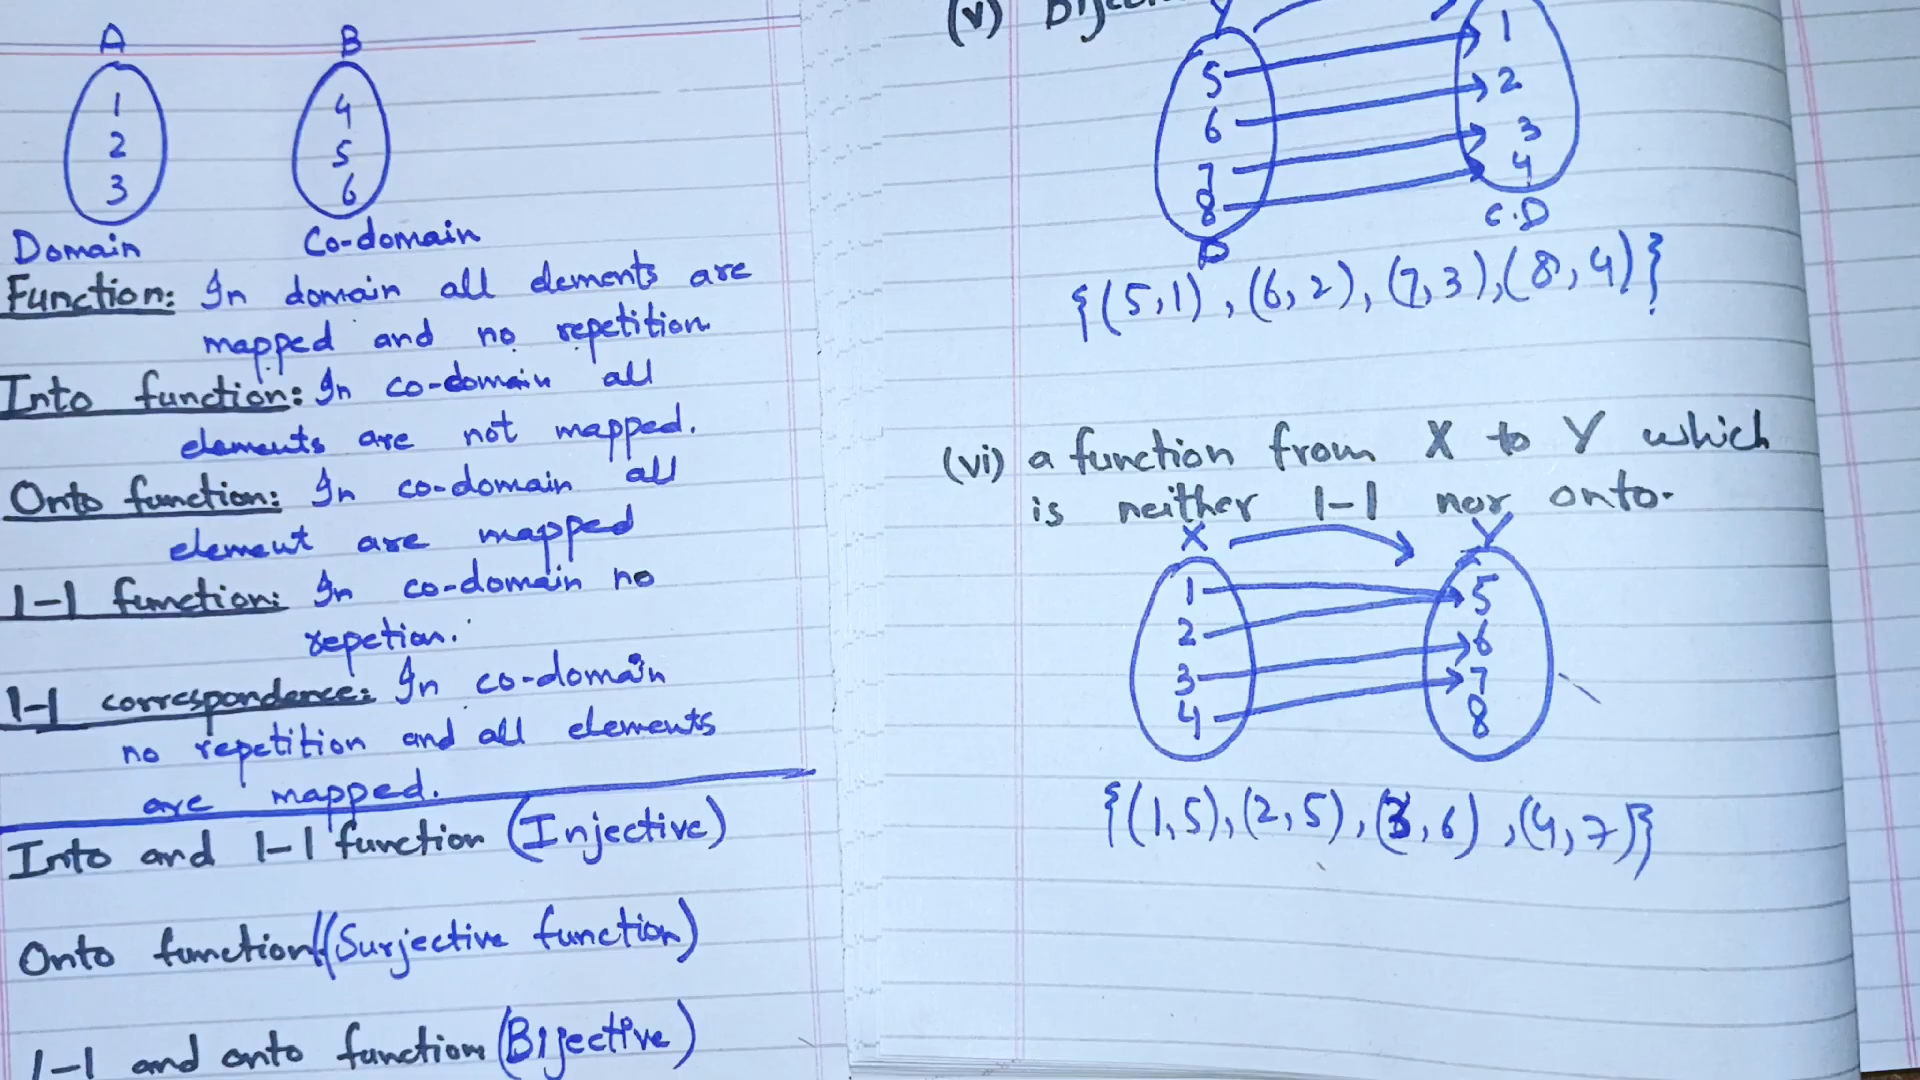 A B
1 4
2 5
3 6
Domain Co-domain
Function: In domain all elements are
mapped and no repetition
Into function: In co-domain all
elements are not mapped.
Onto function: In co-domain all
element are mapped
1-1 function: In co-domain no
repetion.
1-1 correspondence: In co-domain
no repetition and all elements
are mapped.
Into and 1-1 function (Injective)
Onto function (Surjective function)
1-1 and onto function (Bijective)
(v)
Y
5 1
6 2
7 3
8 4
D C.D
{(5,1), (6,2), (7,3), (8,4)}
(vi) a function from X to Y which
is neither 1-1 nor onto.
X Y
1 5
2 6
3 7
4 8
{(1,5), (2,5), (3,6), (4,7)}